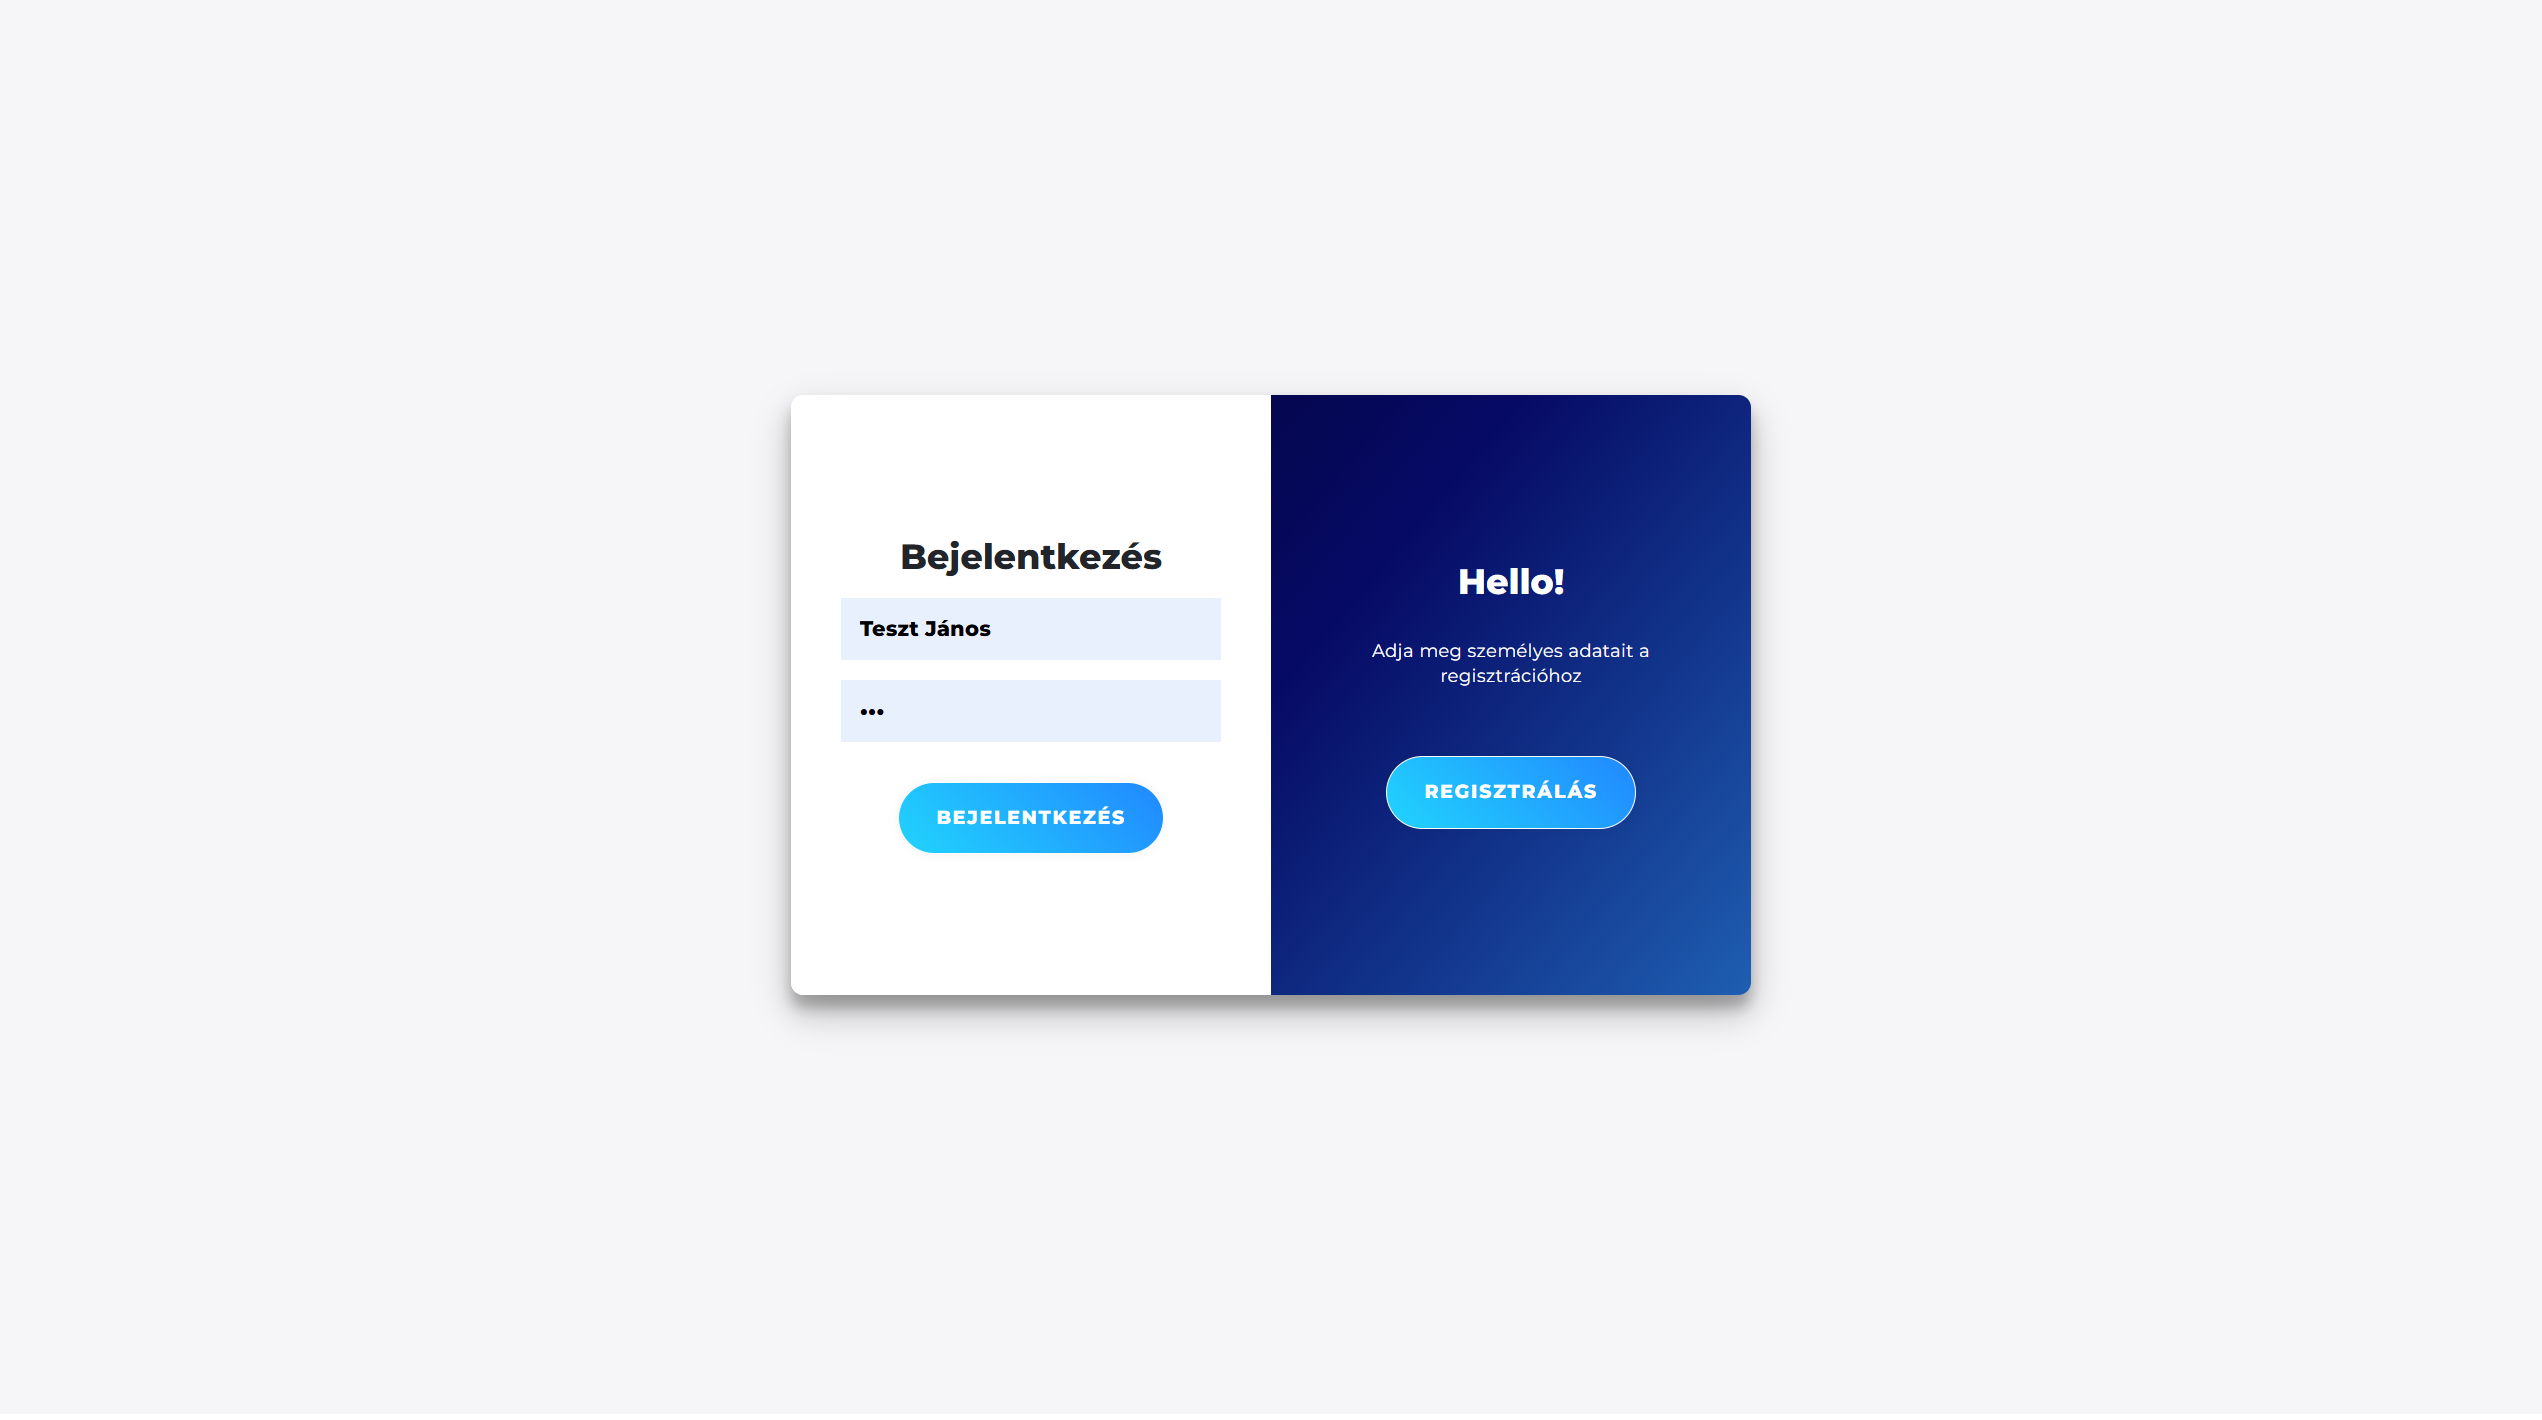 Bejelentkezés
Teszt János
•••
BEJELENTKEZÉS
Hello!
Adja meg személyes adatait a
regisztrációhoz
REGISZTRÁLÁS